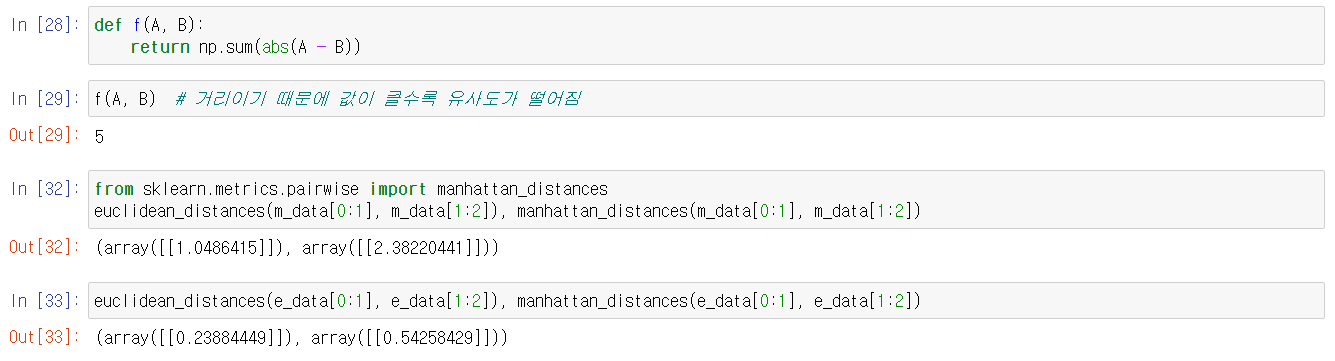 In [28]: def f(A, B):
return np.sum(abs(A - B))
In [29]: f(A, B) # 거리이기 때문에 값이 클수록 유사도가 떨어짐
Out[29]: 5
In [32]: from sklearn.metrics.pairwise import manhattan_distances
euclidean_distances(m_data[0:1], m_data[1:2]), manhattan_distances(m_data[0:1], m_data[1:2])
Out[32]: (array([[1.0486415]]), array([[2.38220441]]))
In [33]: euclidean_distances(e_data[0:1], e_data[1:2]), manhattan_distances(e_data[0:1], e_data[1:2])
Out[33]: (array([[0.23884449]]), array([[0.54258429]]))